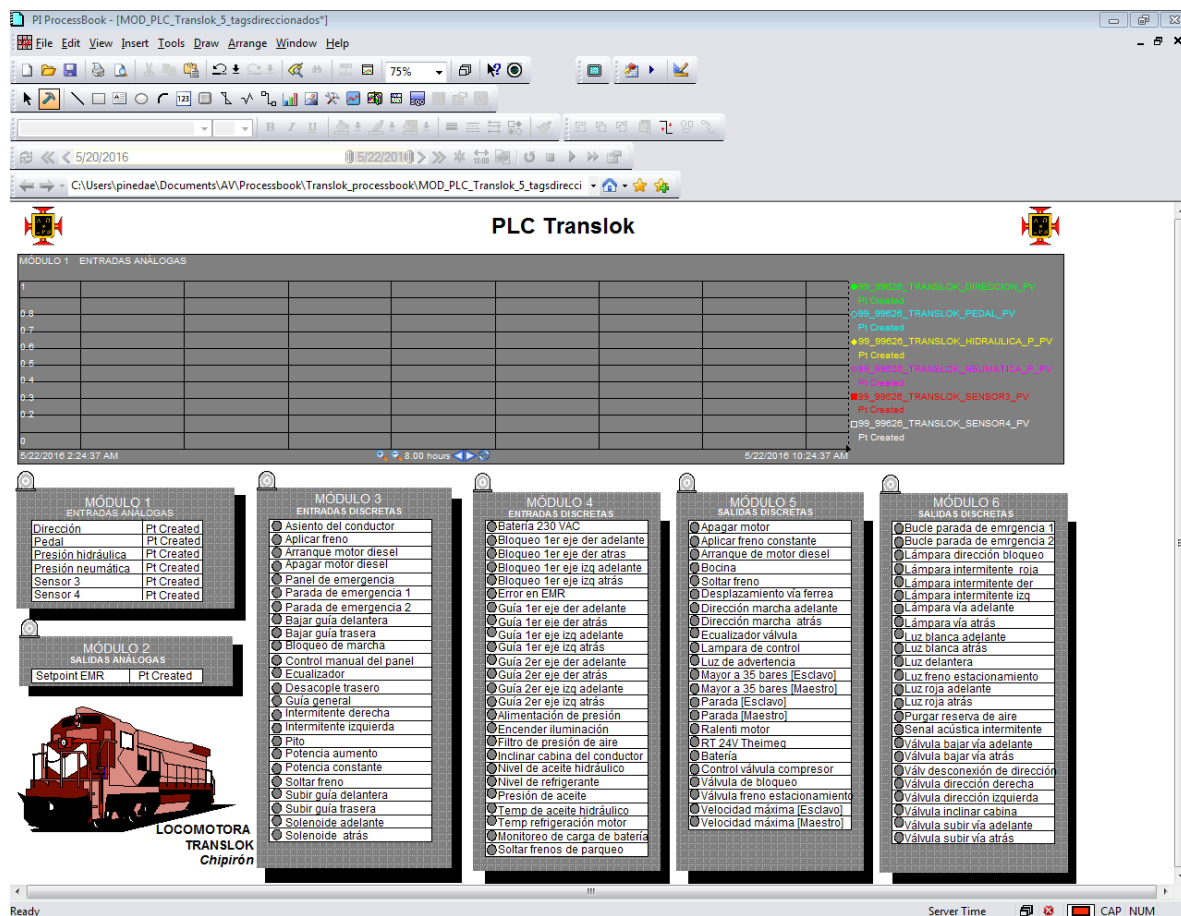 PI ProcessBook - [MOD_PLC_Translok_5_tagsdireccionados*]
File Edit View Insert Tools Draw Arrange Window Help
75%
123
B I U
5/20/2016
5/22/2016
12:00
C:\Users\pinedae\Documents\AV\Processbook\Translok_processbook\MOD_PLC_Translok_5_tagsdirecci
PLC Translok
MÓDULO 1 ENTRADAS ANÁLOGAS
1
0.8
0.7
0.6
0.5
0.4
0.3
0.2
0
99_99626_TRANSLOK_DIRECCION_PV
Pt Created
99_99626_TRANSLOK_PEDAL_PV
Pt Created
99_99626_TRANSLOK_HIDRAULICA_P_PV
Pt Created
99_99626_TRANSLOK_NEUMATICA_P_PV
Pt Created
99_99626_TRANSLOK_SENSOR3_PV
Pt Created
99_99626_TRANSLOK_SENSOR4_PV
Pt Created
5/22/2016 2:24:37 AM
8.00 hours
5/22/2016 10:24:37 AM
MÓDULO 1
ENTRADAS ANÁLOGAS
Dirección Pt Created
Pedal Pt Created
Presión hidráulica Pt Created
Presión neumática Pt Created
Sensor 3 Pt Created
Sensor 4 Pt Created
MÓDULO 2
SALIDAS ANÁLOGAS
Setpoint EMR Pt Created
LOCOMOTORA
TRANSLOK
Chipirón
MÓDULO 3
ENTRADAS DISCRETAS
Asiento del conductor
Aplicar freno
Arranque motor diesel
Apagar motor diesel
Panel de emergencia
Parada de emergencia 1
Parada de emergencia 2
Bajar guía delantera
Bajar guía trasera
Bloqueo de marcha
Control manual del panel
Ecualizador
Desacople trasero
Guía general
Intermitente derecha
Intermitente izquierda
Pito
Potencia aumento
Potencia constante
Soltar freno
Subir guía delantera
Subir guía trasera
Solenoide adelante
Solenoide atrás
MÓDULO 4
ENTRADAS DISCRETAS
Batería 230 VAC
Bloqueo 1er eje der adelante
Bloqueo 1er eje der atras
Bloqueo 1er eje izq adelante
Bloqueo 1er eje izq atrás
Error en EMR
Guía 1er eje der adelante
Guía 1er eje der atrás
Guía 1er eje izq adelante
Guía 1er eje izq atrás
Guía 2er eje der adelante
Guía 2er eje der atrás
Guía 2er eje izq adelante
Guía 2er eje izq atrás
Alimentación de presión
Encender iluminación
Filtro de presión de aire
Inclinar cabina del conductor
Nivel de aceite hidráulico
Nivel de refrigerante
Presión de aceite
Temp de aceite hidráulico
Temp refrigeración motor
Monitoreo de carga de batería
Soltar frenos de parqueo
MÓDULO 5
SALIDAS DISCRETAS
Apagar motor
Aplicar freno constante
Arranque de motor diesel
Bocina
Soltar freno
Desplazamiento vía ferrea
Dirección marcha adelante
Dirección marcha atrás
Ecualizador válvula
Lampara de control
Luz de advertencia
Mayor a 35 bares [Esclavo]
Mayor a 35 bares [Maestro]
Parada [Esclavo]
Parada [Maestro]
Ralenti motor
RT 24V Theimeg
Batería
Control válvula compresor
Válvula de bloqueo
Válvula freno estacionamiento
Velocidad máxima [Esclavo]
Velocidad máxima [Maestro]
MÓDULO 6
SALIDAS DISCRETAS
Bucle parada de emrgencia 1
Bucle parada de emrgencia 2
Lámpara dirección bloqueo
Lámpara intermitente roja
Lámpara intermitente der
Lámpara intermitente izq
Lámpara vía adelante
Lámpara vía atrás
Luz blanca adelante
Luz blanca atrás
Luz delantera
Luz freno estacionamiento
Luz roja adelante
Luz roja atrás
Purgar reserva de aire
Senal acústica intermitente
Válvula bajar vía adelante
Válvula bajar vía atrás
Válv desconexión de dirección
Válvula dirección derecha
Válvula dirección izquierda
Válvula inclinar cabina
Válvula subir vía adelante
Válvula subir vía atrás
Ready
Server Time
CAP NUM